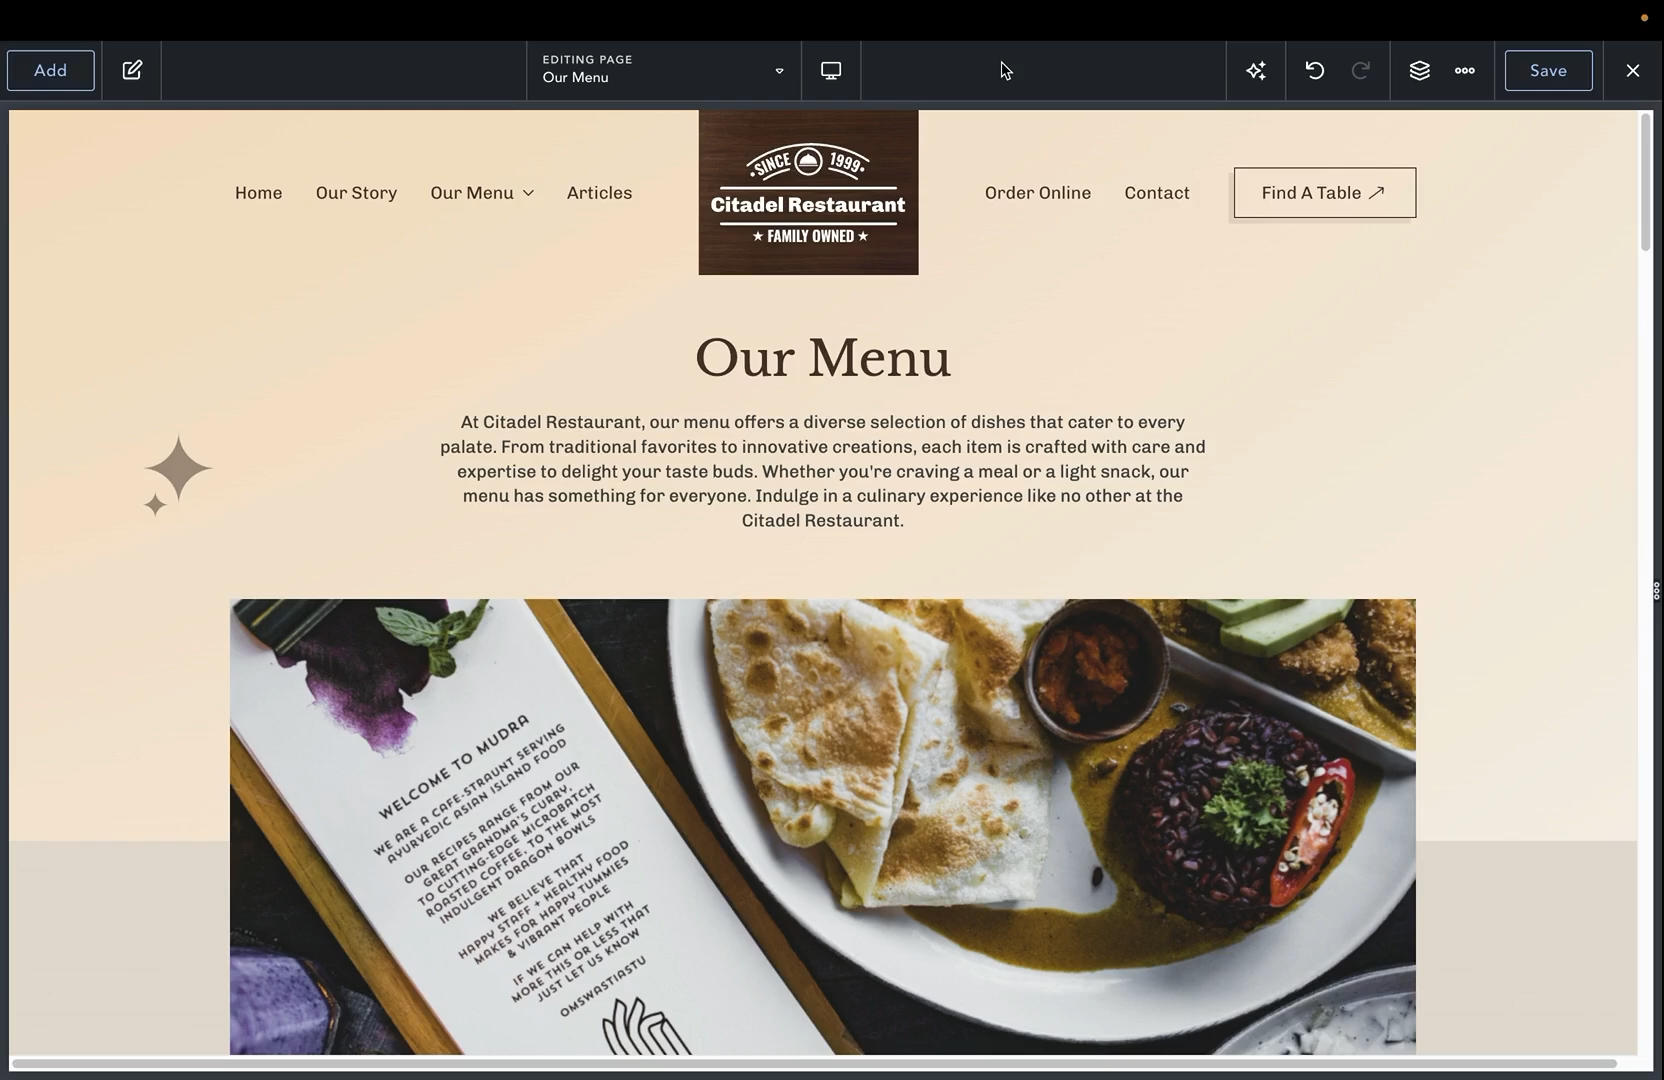 Add
EDITING PAGE
Our Menu
Save
Home
Our Story
Our Menu
Articles
SINCE 1999
Citadel Restaurant
★ FAMILY OWNED ★
Order Online
Contact
Find A Table
Our Menu
At Citadel Restaurant, our menu offers a diverse selection of dishes that cater to every
palate. From traditional favorites to innovative creations, each item is crafted with care and
expertise to delight your taste buds. Whether you're craving a meal or a light snack, our
menu has something for everyone. Indulge in a culinary experience like no other at the
Citadel Restaurant.
WELCOME TO MUDRA
WE ARE A CAFE-STRAUNT SERVING
AYURVEDIC ASIAN ISLAND FOOD
OUR RECIPES RANGE FROM OUR
GREAT GRANDMA'S CURRY,
TO CUTTING-EDGE MICROBATCH
ROASTED COFFEE, TO THE MOST
INDULGENT DRAGON BOWLS
WE BELIEVE THAT
HAPPY STAFF + HEALTHY FOOD
MAKES FOR HAPPY TUMMIES
& VIBRANT PEOPLE
IF WE CAN HELP WITH
MORE THIS OR LESS THAT
JUST LET US KNOW
OMSWASTIASTU